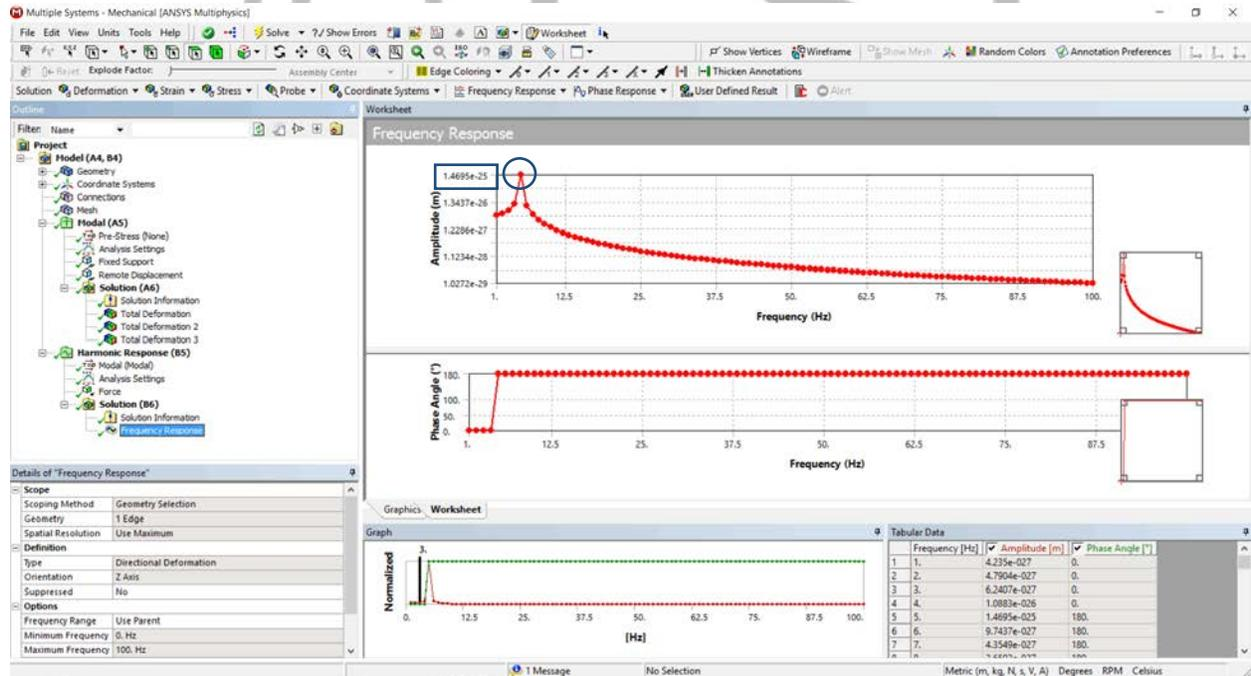 Multiple Systems - Mechanical [ANSYS Multiphysics]
File Edit View Units Tools Help Solve ?/ Show Errors Worksheet
Show Vertices Wireframe Show Mesh Random Colors Annotation Preferences
Reset Explode Factor: Assembly Center Edge Coloring Thicken Annotations
Solution Deformation Strain Stress Probe Coordinate Systems Frequency Response Phase Response User Defined Result Alert
Outline
Filter: Name
Project
Model (A4, B4)
Geometry
Coordinate Systems
Connections
Mesh
Modal (A5)
Pre-Stress (None)
Analysis Settings
Fixed Support
Remote Displacement
Solution (A6)
Solution Information
Total Deformation
Total Deformation 2
Total Deformation 3
Harmonic Response (B5)
Modal (Modal)
Analysis Settings
Force
Solution (B6)
Solution Information
Frequency Response
Details of "Frequency Response"
Scope
Scoping Method Geometry Selection
Geometry 1 Edge
Spatial Resolution Use Maximum
Definition
Type Directional Deformation
Orientation Z Axis
Suppressed No
Options
Frequency Range Use Parent
Minimum Frequency 0. Hz
Maximum Frequency 100. Hz
Worksheet
Frequency Response
Amplitude (m)
1.4695e-25
1.3437e-26
1.2286e-27
1.1234e-28
1.0272e-29
1. 12.5 25. 37.5 50. 62.5 75. 87.5 100.
Frequency (Hz)
Phase Angle (°)
180.
100.
50.
0.
1. 12.5 25. 37.5 50. 62.5 75. 87.5
Frequency (Hz)
Graphics Worksheet
Graph
3.
Normalized
0. 12.5 25. 37.5 50. 62.5 75. 87.5 100.
[Hz]
Tabular Data
Frequency [Hz] Amplitude [m] Phase Angle [°]
1 1. 4.235e-027 0.
2 2. 4.7904e-027 0.
3 3. 6.2407e-027 0.
4 4. 1.0883e-026 0.
5 5. 1.4695e-025 180.
6 6. 9.7437e-027 180.
7 7. 4.3549e-027 180.
1 Message No Selection Metric (m, kg, N, s, V, A) Degrees RPM Celsius